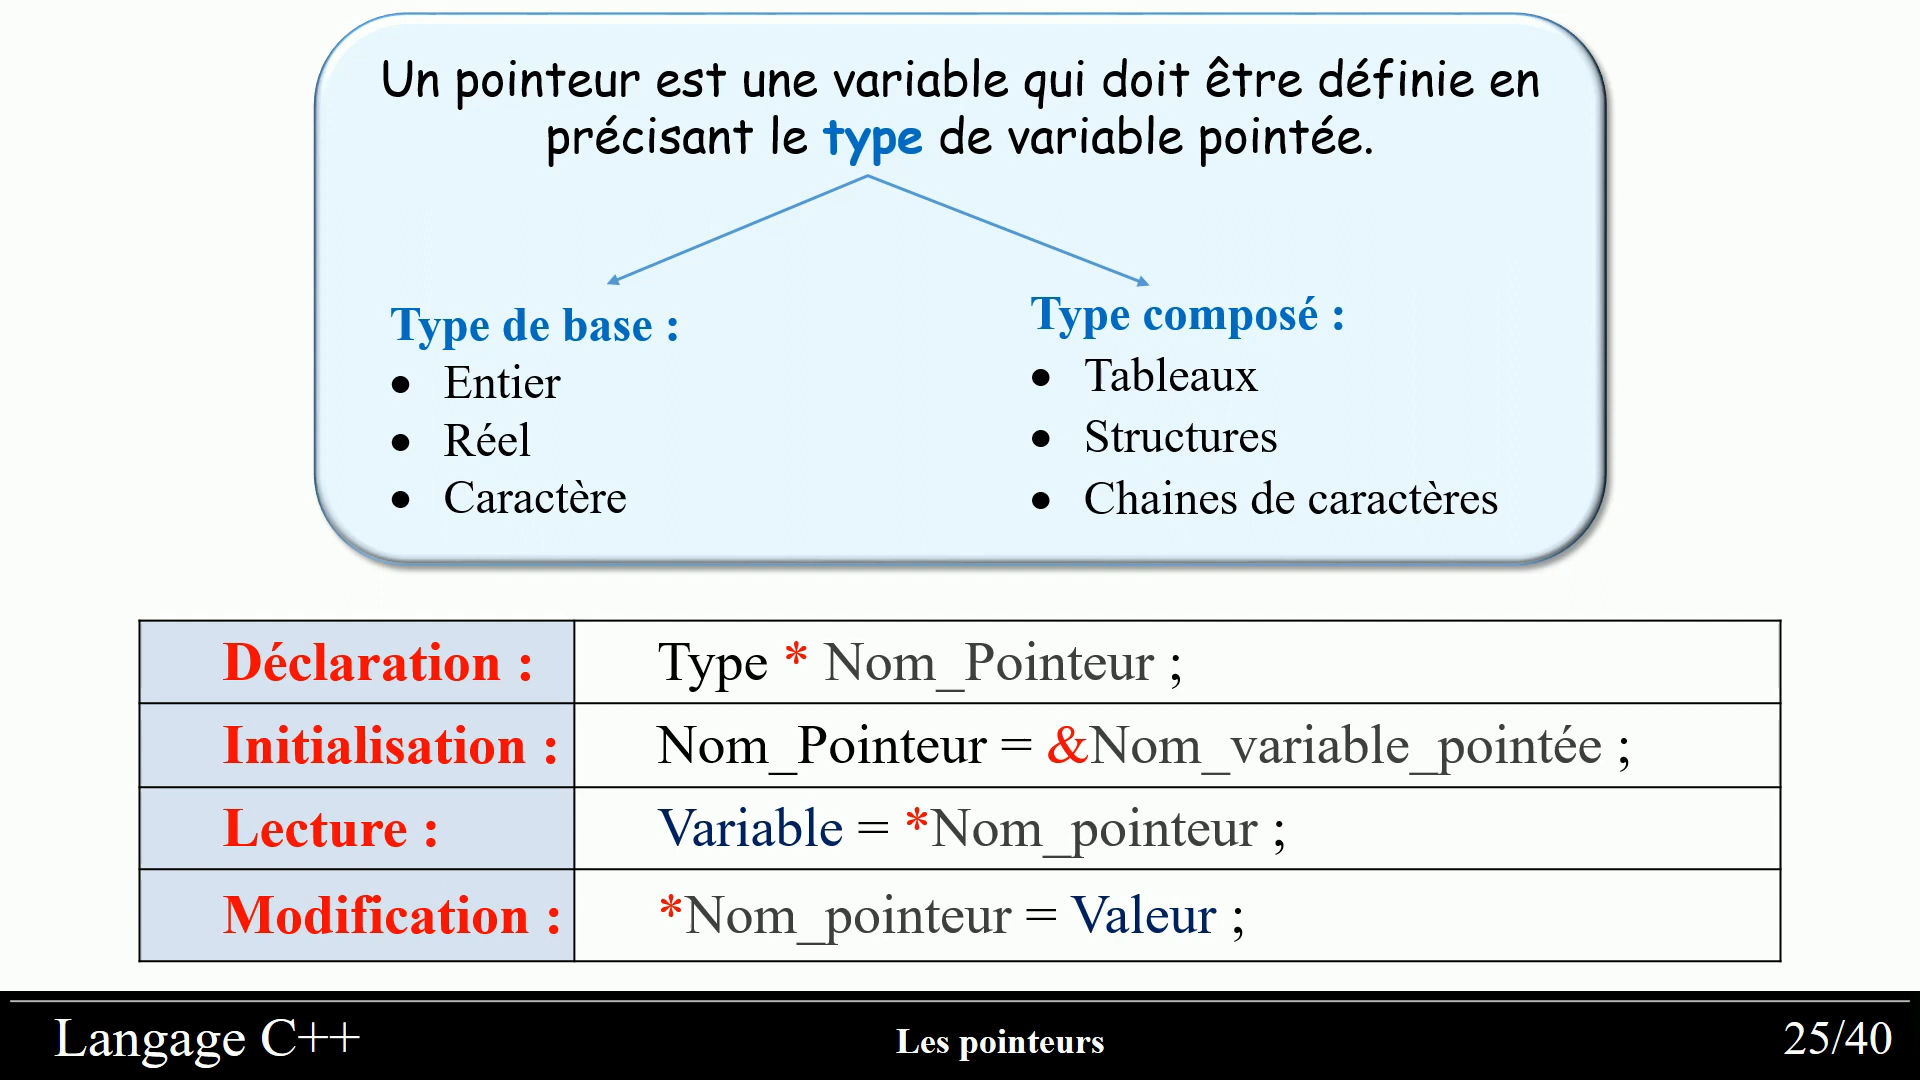 Un pointeur est une variable qui doit être définie en
précisant le type de variable pointée.
Type de base :
• Entier
• Réel
• Caractère
Type composé :
• Tableaux
• Structures
• Chaines de caractères
Déclaration : Type * Nom_Pointeur ;
Initialisation : Nom_Pointeur = &Nom_variable_pointée ;
Lecture : Variable = *Nom_pointeur ;
Modification : *Nom_pointeur = Valeur ;
Langage C++ Les pointeurs 25/40